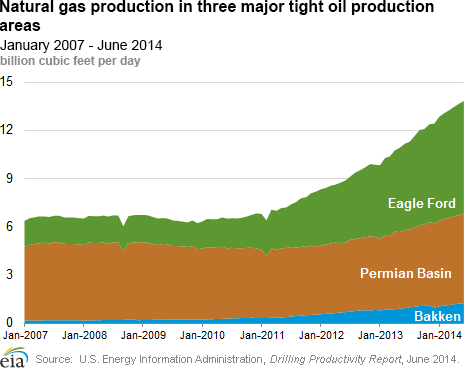 Natural gas production in three major tight oil production
areas
January 2007 - June 2014
billion cubic feet per day
15
12
9
6
3
0
Eagle Ford
Permian Basin
Bakken
Jan-2007 Jan-2008 Jan-2009 Jan-2010 Jan-2011 Jan-2012 Jan-2013 Jan-2014
eia Source: U.S. Energy Information Administration, Drilling Productivity Report, June 2014.